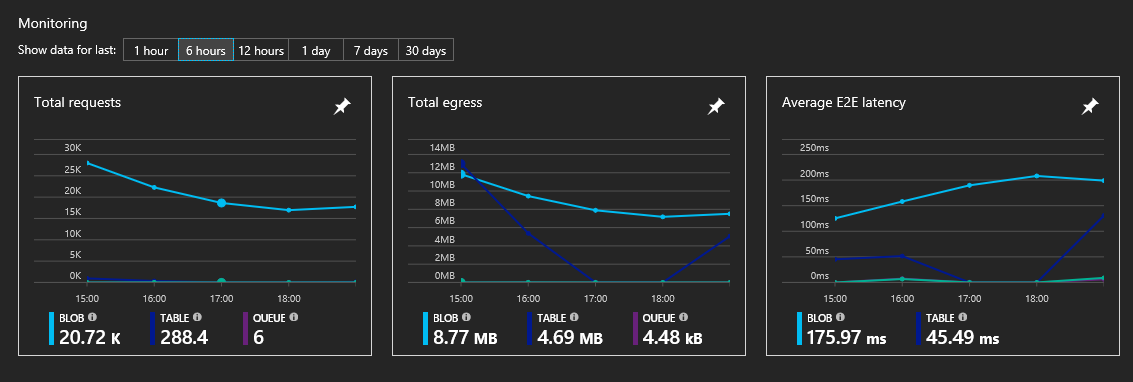 Monitoring
Show data for last: 1 hour 6 hours 12 hours 1 day 7 days 30 days
Total requests
30K
25K
20K
15K
10K
5K
0K
15:00 16:00 17:00 18:00
BLOB TABLE QUEUE
20.72 K 288.4 6
Total egress
14MB
12MB
10MB
8MB
6MB
4MB
2MB
0MB
15:00 16:00 17:00 18:00
BLOB TABLE QUEUE
8.77 MB 4.69 MB 4.48 kB
Average E2E latency
250ms
200ms
150ms
100ms
50ms
0ms
15:00 16:00 17:00 18:00
BLOB TABLE
175.97 ms 45.49 ms